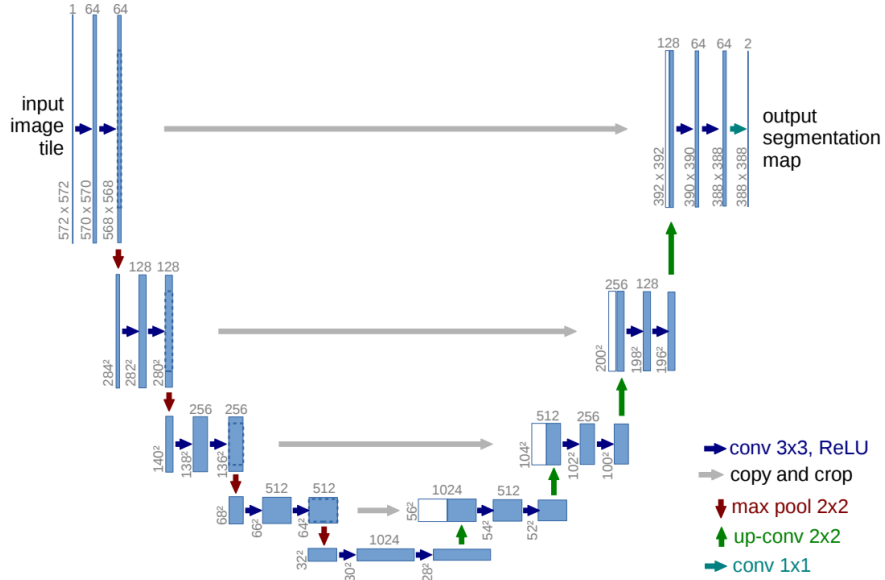 1 64 64
128 64 64 2
input
image
tile
output
segmentation
map
572 x 572
570 x 570
568 x 568
392 x 392
390 x 390
388 x 388
388 x 388
128 128
256 128
284²
282²
280²
200²
198²
196²
256 256
512 256
140²
138²
136²
104²
102²
100²
512 512
1024 512
68²
66²
64²
56²
54²
52²
1024
32²
30²
28²
conv 3x3, ReLU
copy and crop
max pool 2x2
up-conv 2x2
conv 1x1